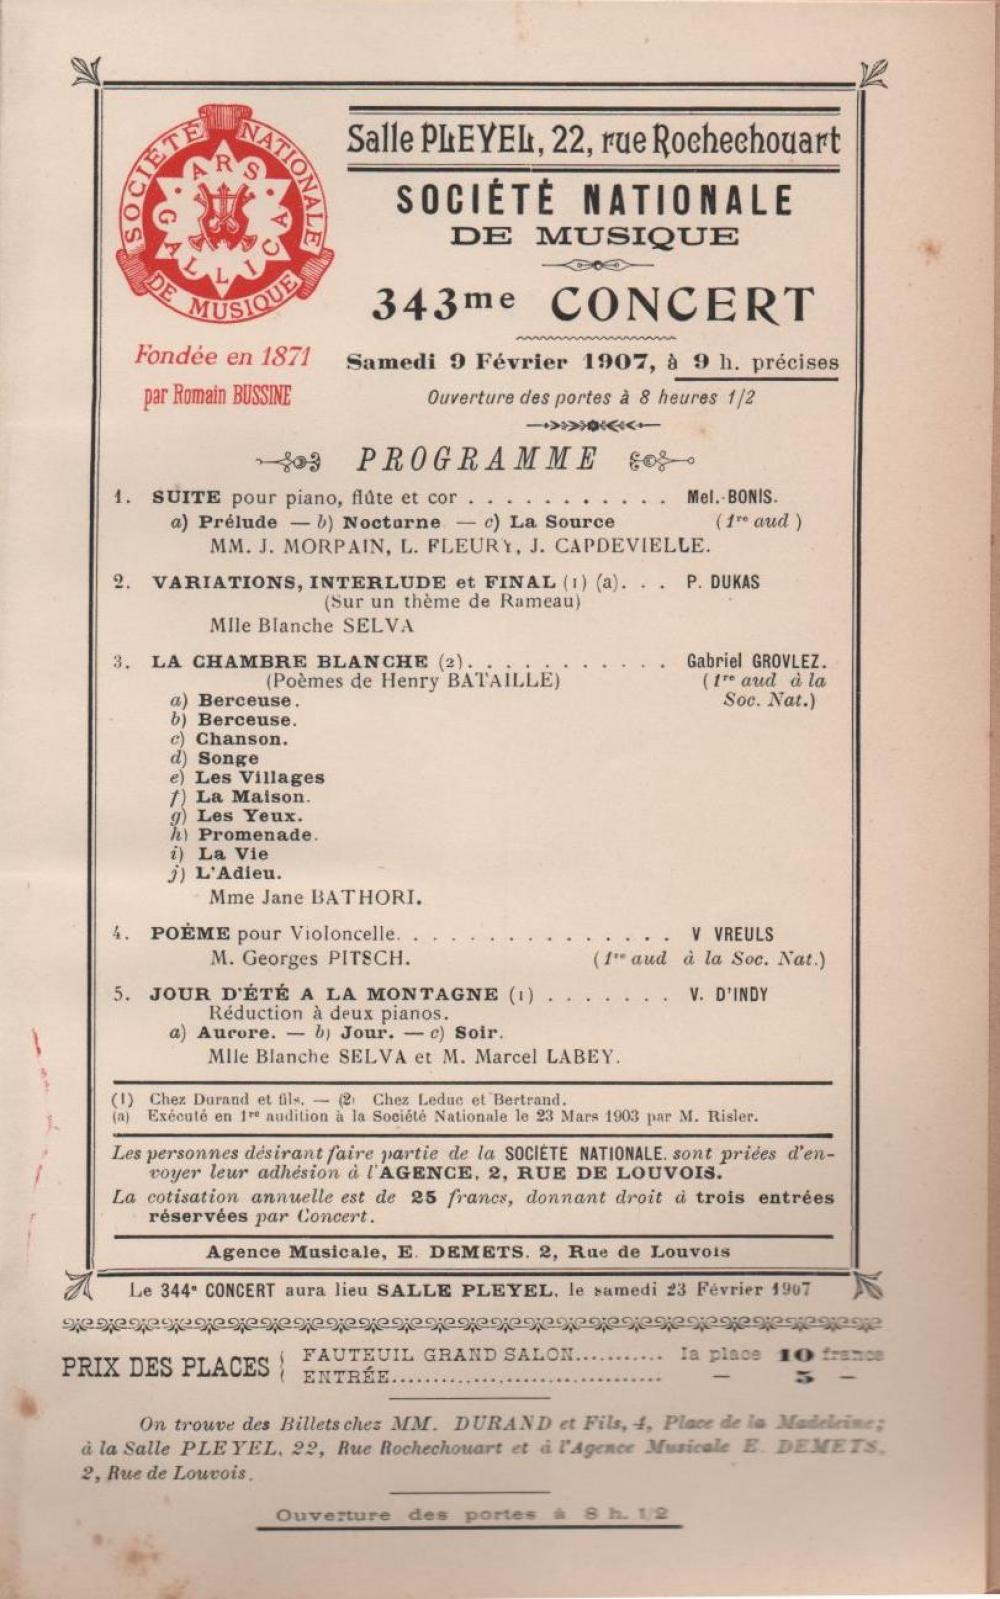 SOCIÉTÉ NATIONALE
DE MUSIQUE
ARS GALLICA
Fondée en 1871
par Romain BUSSINE
Salle PLEYEL, 22, rue Rochechouart
SOCIÉTÉ NATIONALE
DE MUSIQUE
343me CONCERT
Samedi 9 Février 1907, à 9 h. précises
Ouverture des portes à 8 heures 1/2
PROGRAMME
1. SUITE pour piano, flûte et cor . . . . . . . . . . . Mel.-BONIS.
a) Prélude — b) Nocturne — c) La Source (1re aud )
MM. J. MORPAIN, L. FLEURY, J. CAPDEVIELLE.
2. VARIATIONS, INTERLUDE et FINAL (1) (a). . . P. DUKAS
(Sur un thème de Rameau)
Mlle Blanche SELVA
3. LA CHAMBRE BLANCHE (2). . . . . . . . . . . Gabriel GROVLEZ.
(Poèmes de Henry BATAILLE) (1re aud à la
a) Berceuse. Soc. Nat.)
b) Berceuse.
c) Chanson.
d) Songe
e) Les Villages
f) La Maison.
g) Les Yeux.
h) Promenade.
i) La Vie
j) L'Adieu.
Mme Jane BATHORI.
4. POÈME pour Violoncelle. . . . . . . . . . . . . . . V VREULS
M. Georges PITSCH. (1re aud à la Soc. Nat.)
5. JOUR D'ÉTÉ A LA MONTAGNE (1) . . . . . . . V. D'INDY
Réduction à deux pianos.
a) Aurore. — b) Jour. — c) Soir.
Mlle Blanche SELVA et M. Marcel LABEY.
(1) Chez Durand et fils. — (2) Chez Leduc et Bertrand.
(a) Exécuté en 1re audition à la Société Nationale le 23 Mars 1903 par M. Risler.
Les personnes désirant faire partie de la SOCIÉTÉ NATIONALE. sont priées d'en-
voyer leur adhésion à l'AGENCE, 2, RUE DE LOUVOIS.
La cotisation annuelle est de 25 francs, donnant droit à trois entrées
réservées par Concert.
Agence Musicale, E. DEMETS. 2, Rue de Louvois
Le 344e CONCERT aura lieu SALLE PLEYEL, le samedi 23 Février 1907
PRIX DES PLACES { FAUTEUIL GRAND SALON........... la place 10 francs
ENTRÉE.................................... — 5 —
On trouve des Billets chez MM. DURAND et Fils, 4, Place de la Madeleine;
à la Salle PLEYEL, 22, Rue Rochechouart et à l'Agence Musicale E. DEMETS,
2, Rue de Louvois.
Ouverture des portes à 8 h. 1/2